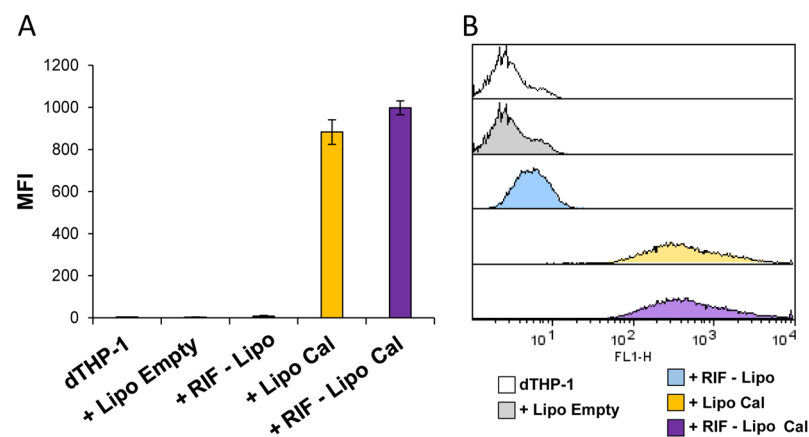 A
MFI
1200
1000
800
600
400
200
0
dTHP-1
+ Lipo Empty
+ RIF - Lipo
+ Lipo Cal
+ RIF - Lipo Cal
B
10^1
10^2
10^3
10^4
FL1-H
dTHP-1
+ Lipo Empty
+ RIF - Lipo
+ Lipo Cal
+ RIF - Lipo Cal